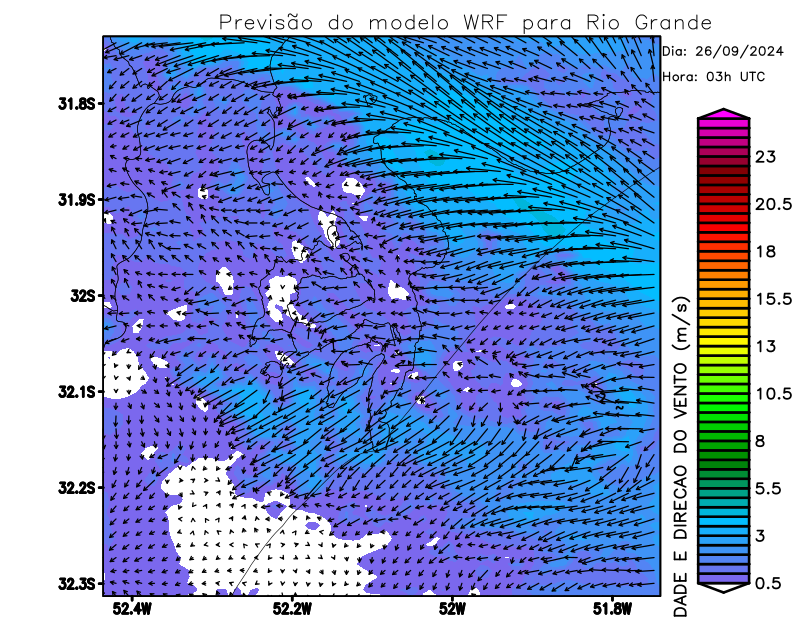 Previsão do modelo WRF para Rio Grande
Dia: 26/09/2024
Hora: 03h UTC
31.8S
31.9S
32S
32.1S
32.2S
32.3S
52.4W
52.2W
52W
51.8W
23
20.5
18
15.5
13
10.5
8
5.5
3
0.5
DADE E DIRECAO DO VENTO (m/s)